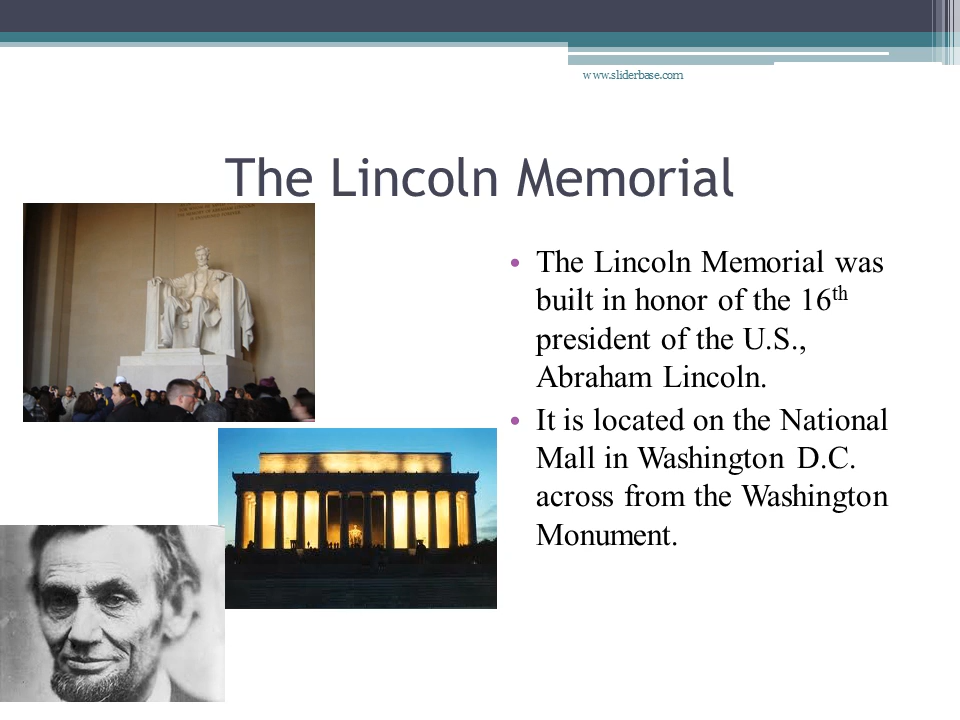 www.sliderbase.com
The Lincoln Memorial
• The Lincoln Memorial was
built in honor of the 16th
president of the U.S.,
Abraham Lincoln.
• It is located on the National
Mall in Washington D.C.
across from the Washington
Monument.